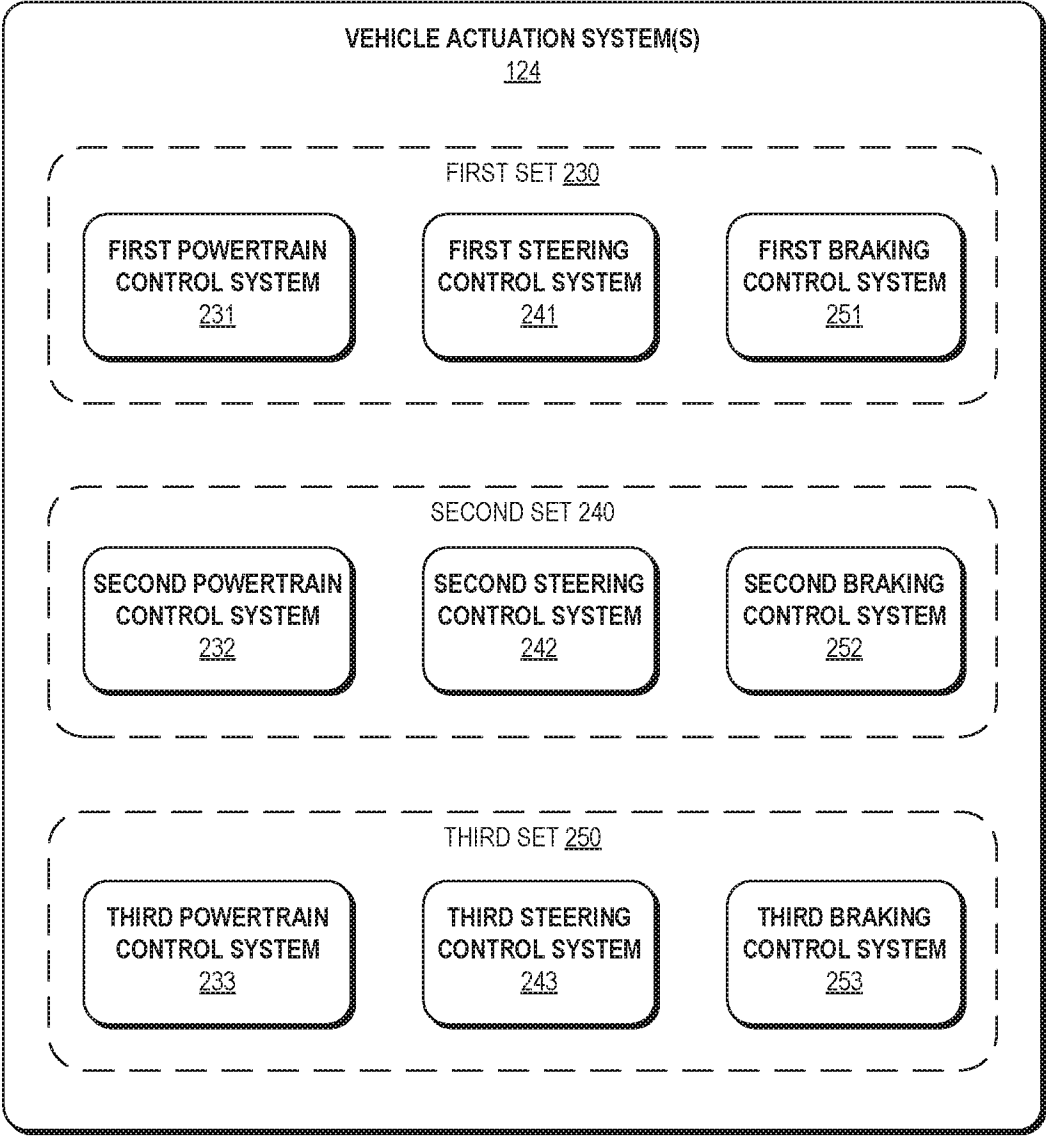 VEHICLE ACTUATION SYSTEM(S)
124
FIRST SET 230
FIRST POWERTRAIN
CONTROL SYSTEM
231
FIRST STEERING
CONTROL SYSTEM
241
FIRST BRAKING
CONTROL SYSTEM
251
SECOND SET 240
SECOND POWERTRAIN
CONTROL SYSTEM
232
SECOND STEERING
CONTROL SYSTEM
242
SECOND BRAKING
CONTROL SYSTEM
252
THIRD SET 250
THIRD POWERTRAIN
CONTROL SYSTEM
233
THIRD STEERING
CONTROL SYSTEM
243
THIRD BRAKING
CONTROL SYSTEM
253